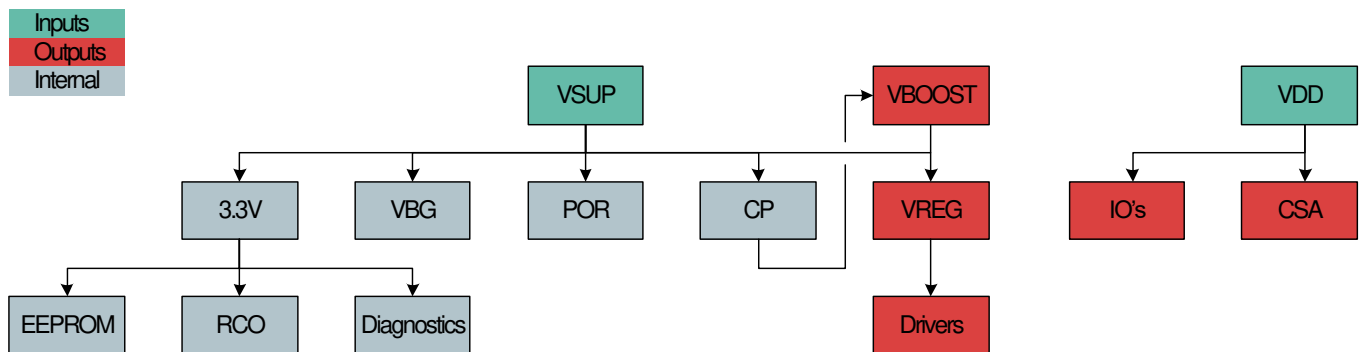 Inputs
Outputs
Internal
VSUP
VBOOST
VDD
3.3V
VBG
POR
CP
VREG
IO's
CSA
EEPROM
RCO
Diagnostics
Drivers